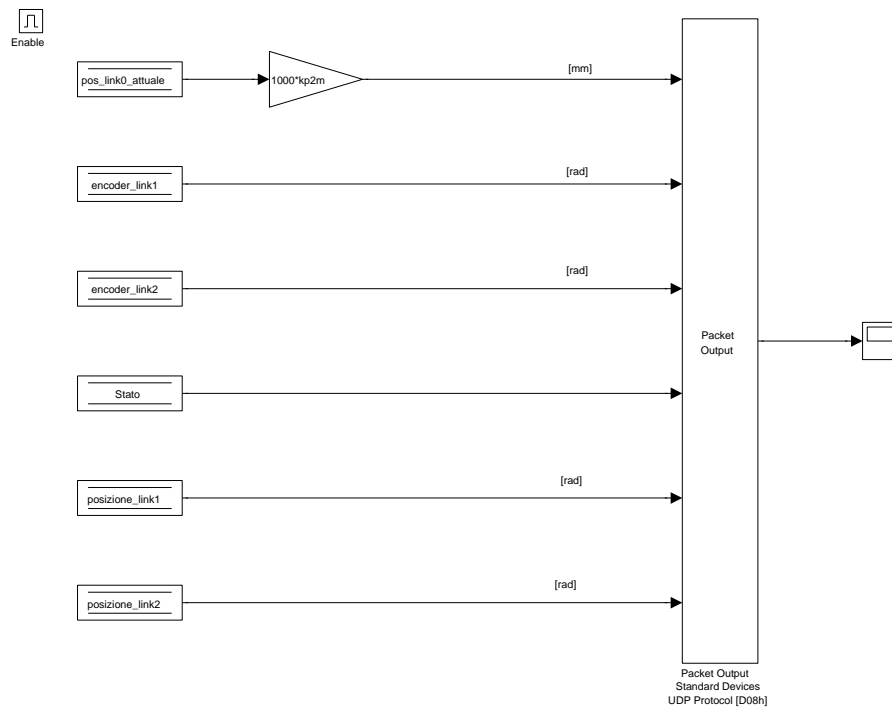 Enable
pos_link0_attuale
1000*kp2m
[mm]
encoder_link1
[rad]
encoder_link2
[rad]
Packet
Output
Stato
posizione_link1
[rad]
posizione_link2
[rad]
Packet Output
Standard Devices
UDP Protocol [D08h]